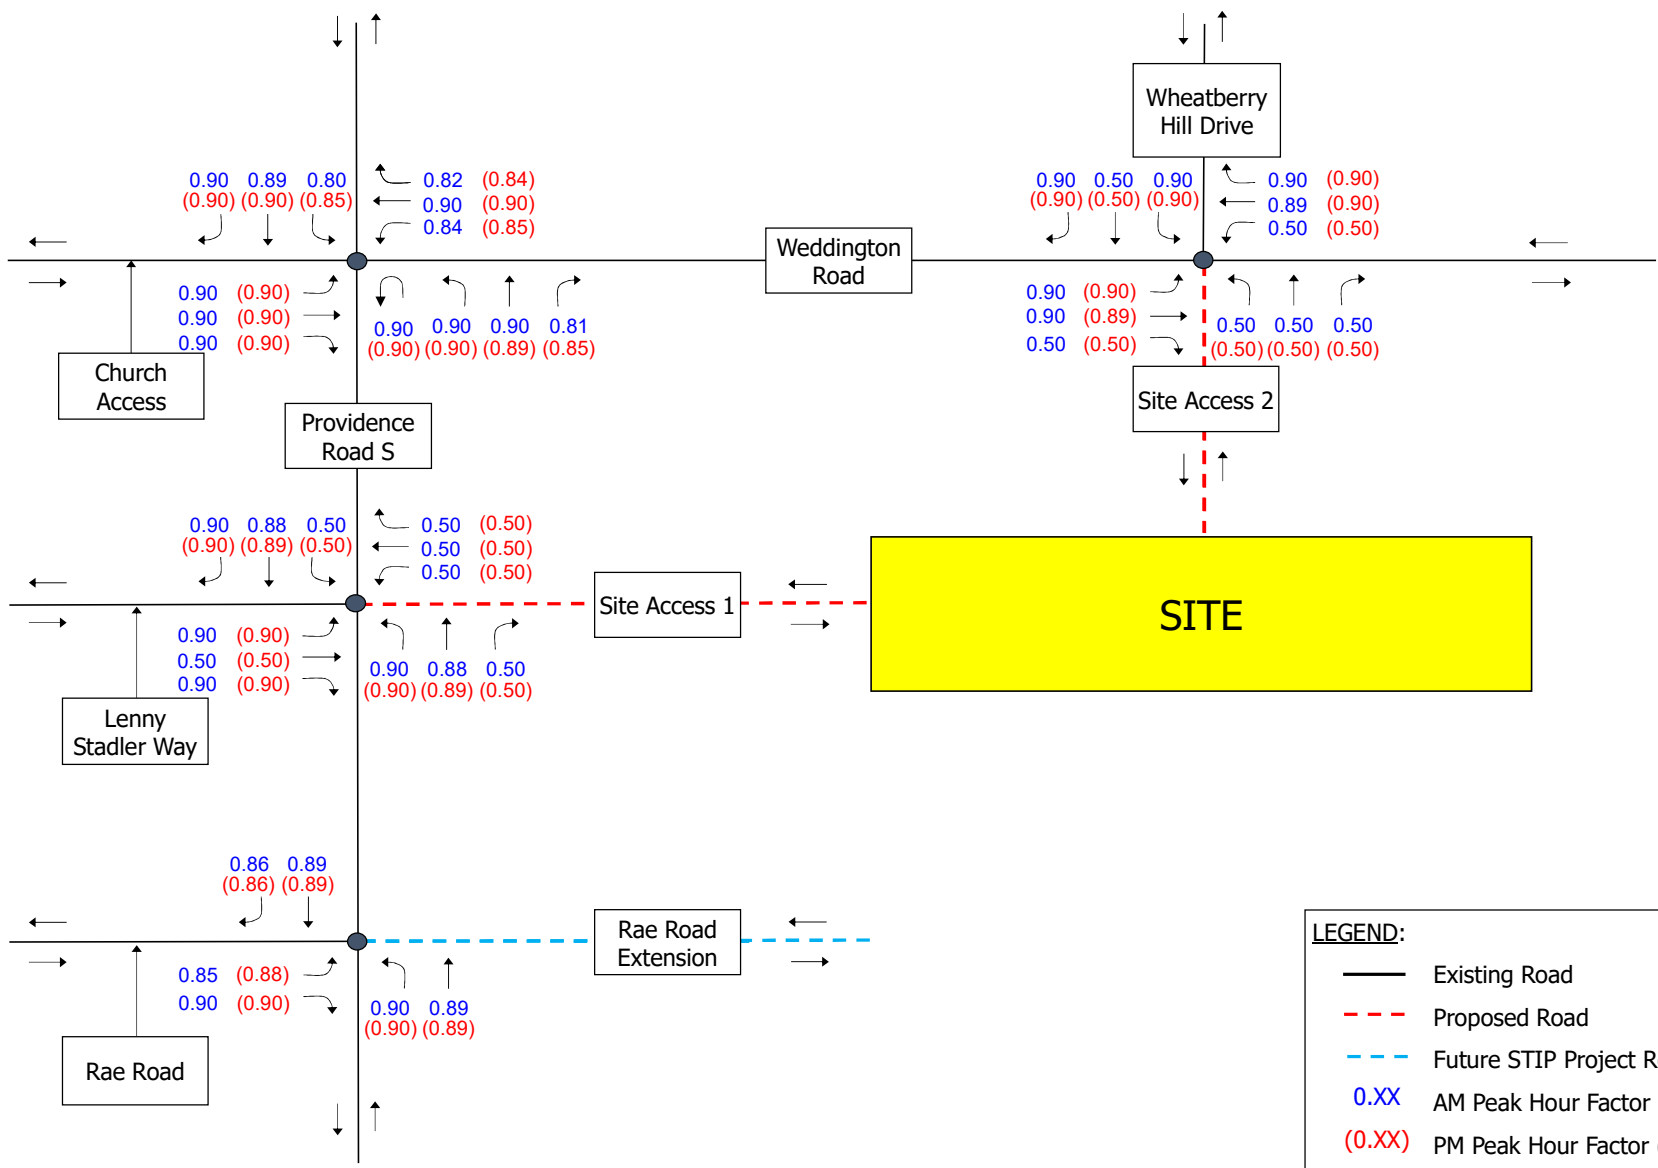 Wheatberry
Hill Drive
0.90 0.89 0.80
(0.90) (0.90) (0.85)
0.82 (0.84)
0.90 (0.90)
0.84 (0.85)
0.90 0.50 0.90
(0.90) (0.50) (0.90)
0.90 (0.90)
0.89 (0.90)
0.50 (0.50)
Weddington
Road
0.90 (0.90)
0.90 (0.90)
0.90 (0.90)
0.90 0.90 0.90 0.81
(0.90) (0.90) (0.89) (0.85)
0.90 (0.90)
0.90 (0.89)
0.50 (0.50)
0.50 0.50 0.50
(0.50) (0.50) (0.50)
Church
Access
Providence
Road S
Site Access 2
0.90 0.88 0.50
(0.90) (0.89) (0.50)
0.50 (0.50)
0.50 (0.50)
0.50 (0.50)
Site Access 1
SITE
0.90 (0.90)
0.50 (0.50)
0.90 (0.90)
0.90 0.88 0.50
(0.90) (0.89) (0.50)
Lenny
Stadler Way
0.86 0.89
(0.86) (0.89)
Rae Road
Extension
0.85 (0.88)
0.90 (0.90)
0.90 0.89
(0.90) (0.89)
Rae Road
LEGEND:
Existing Road
Proposed Road
Future STIP Project
0.XX AM Peak Hour Factor
(0.XX) PM Peak Hour Factor